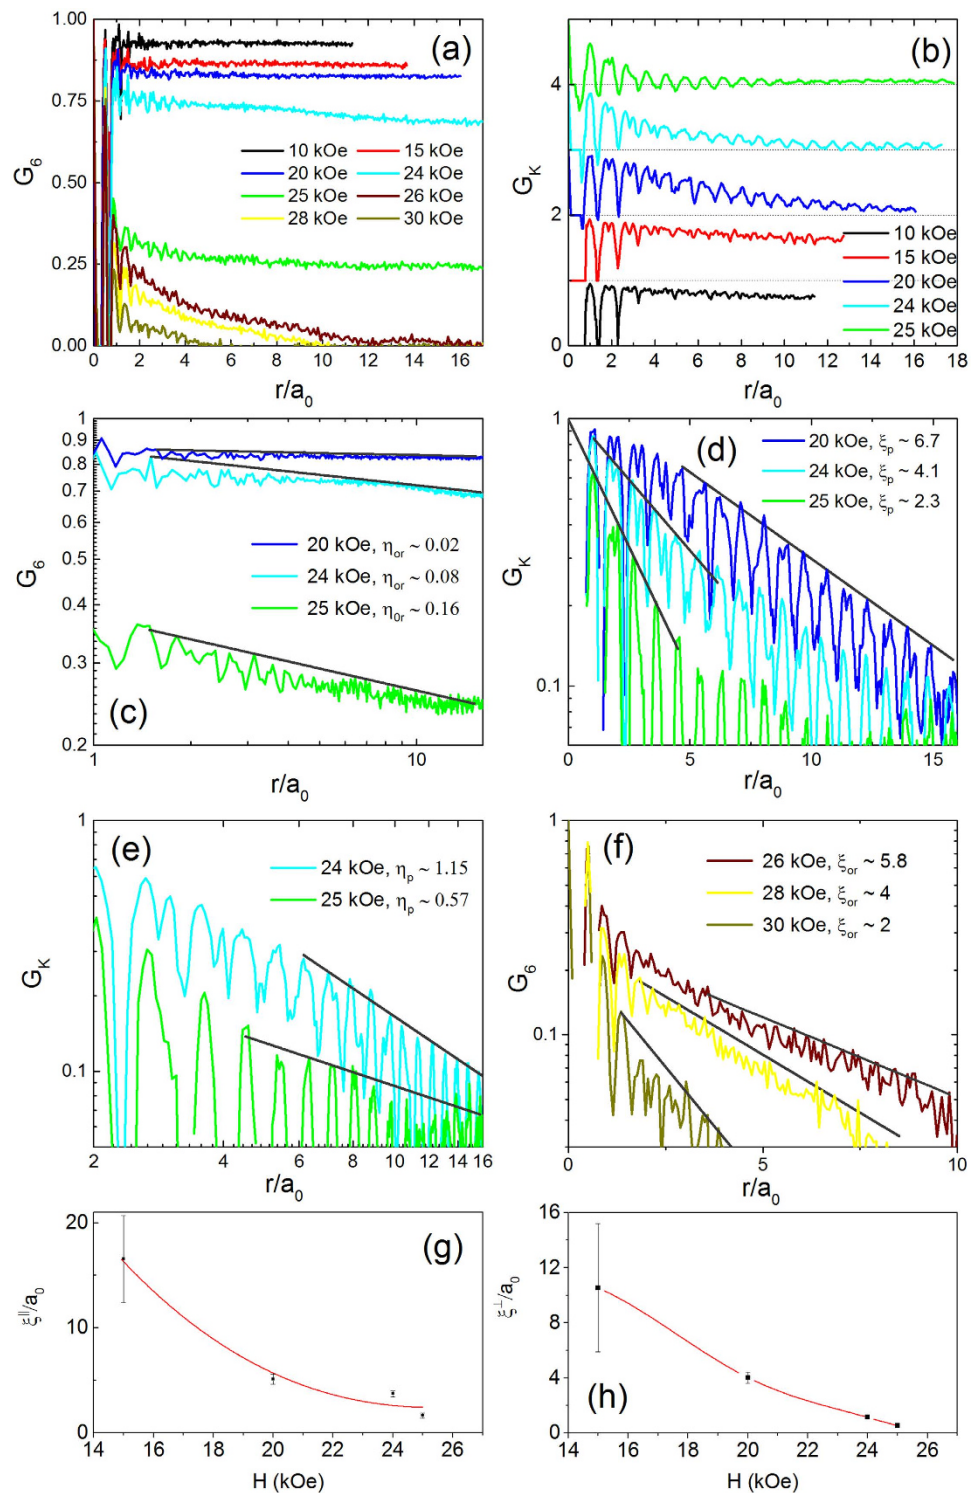 (a)
G6
1.00
0.75
0.50
0.25
0.00
10 kOe 15 kOe
20 kOe 24 kOe
25 kOe 26 kOe
28 kOe 30 kOe
0 2 4 6 8 10 12 14 16
r/a0
(b)
GK
4
2
0
10 kOe
15 kOe
20 kOe
24 kOe
25 kOe
0 2 4 6 8 10 12 14 16 18
r/a0
(c)
G6
1
0.9
0.8
0.7
0.6
0.5
0.4
0.3
0.2
20 kOe, ηor ~ 0.02
24 kOe, ηor ~ 0.08
25 kOe, ηor ~ 0.16
1 10
r/a0
(d)
GK
1
0.1
20 kOe, ξp ~ 6.7
24 kOe, ξp ~ 4.1
25 kOe, ξp ~ 2.3
0 5 10 15
r/a0
(e)
GK
1
0.1
24 kOe, ηp ~ 1.15
25 kOe, ηp ~ 0.57
2 4 6 8 10 12 14 16
r/a0
(f)
G6
1
0.1
26 kOe, ξor ~ 5.8
28 kOe, ξor ~ 4
30 kOe, ξor ~ 2
0 5 10
r/a0
(g)
ξ||/a0
20
10
0
14 16 18 20 22 24 26
H (kOe)
(h)
ξ⊥/a0
16
12
8
4
0
14 16 18 20 22 24 26
H (kOe)